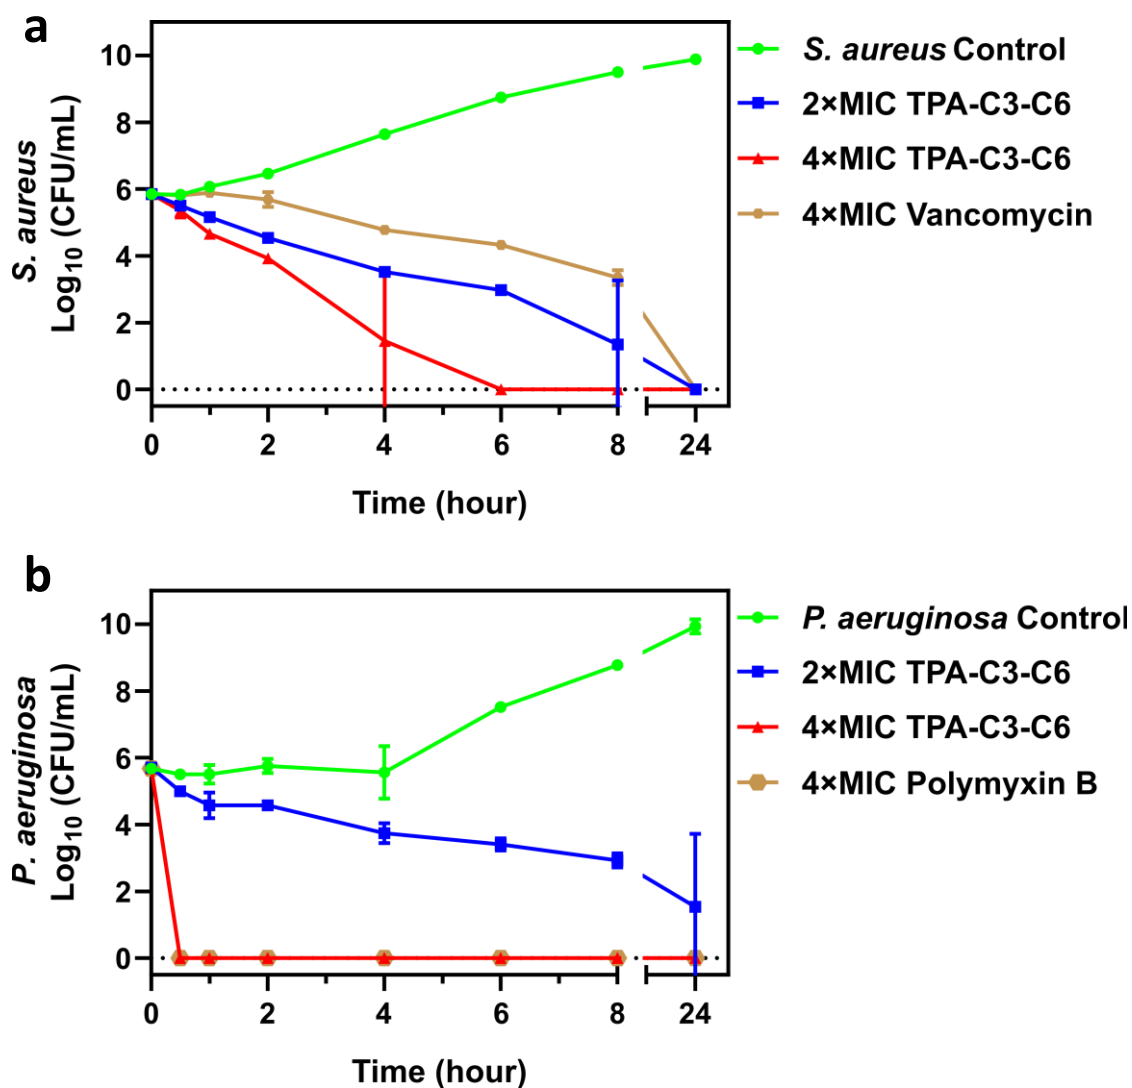 a
10
8
6
4
2
0
S. aureus
Log₁₀ (CFU/mL)
0 2 4 6 8 24
Time (hour)
S. aureus Control
2×MIC TPA-C3-C6
4×MIC TPA-C3-C6
4×MIC Vancomycin
b
10
8
6
4
2
0
P. aeruginosa
Log₁₀ (CFU/mL)
0 2 4 6 8 24
Time (hour)
P. aeruginosa Control
2×MIC TPA-C3-C6
4×MIC TPA-C3-C6
4×MIC Polymyxin B